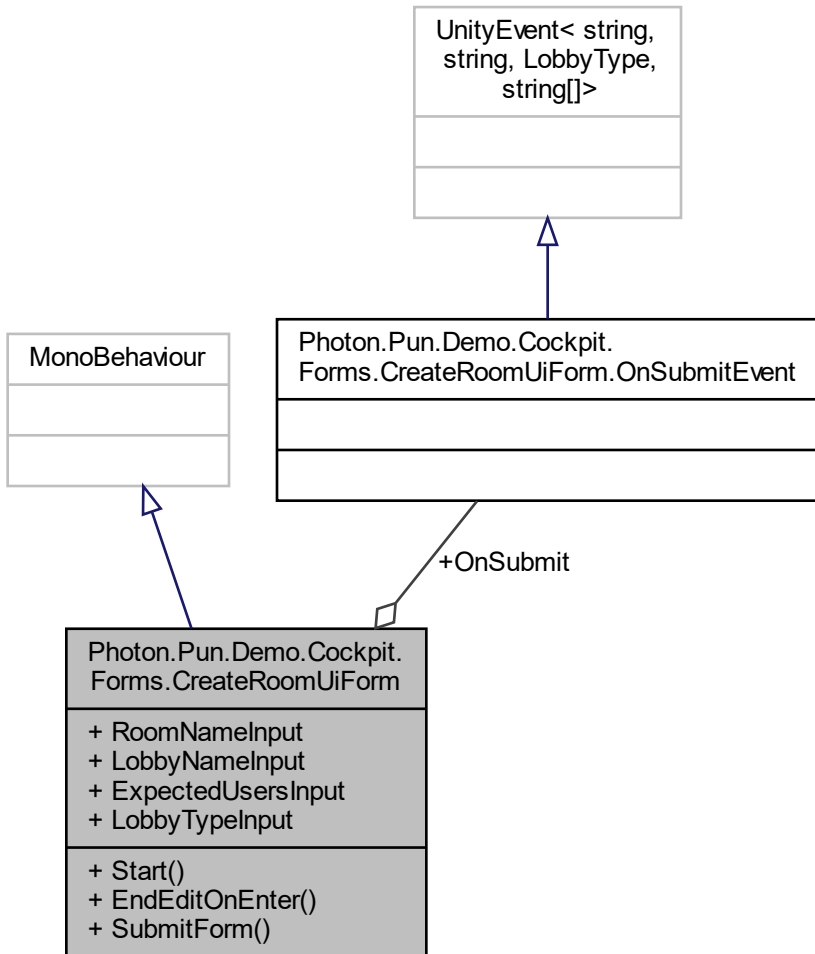 UnityEvent< string,
string, LobbyType,
string[]>
Photon.Pun.Demo.Cockpit.
Forms.CreateRoomUiForm.OnSubmitEvent
MonoBehaviour
+OnSubmit
Photon.Pun.Demo.Cockpit.
Forms.CreateRoomUiForm
+ RoomNameInput
+ LobbyNameInput
+ ExpectedUsersInput
+ LobbyTypeInput
+ Start()
+ EndEditOnEnter()
+ SubmitForm()